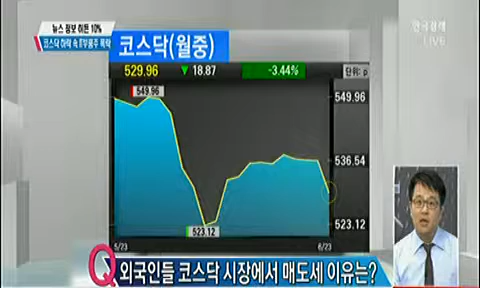 뉴스 정보 히든 10%
한국경제
LIVE
코스닥 하락 속 IT부품주 폭락
코스닥(월중)
529.96 ▼ 18.87 -3.44% 단위: p
549.96 549.96
536.54
523.12 523.12
5/23 6/23
Q 외국인들 코스닥 시장에서 매도세 이유는?